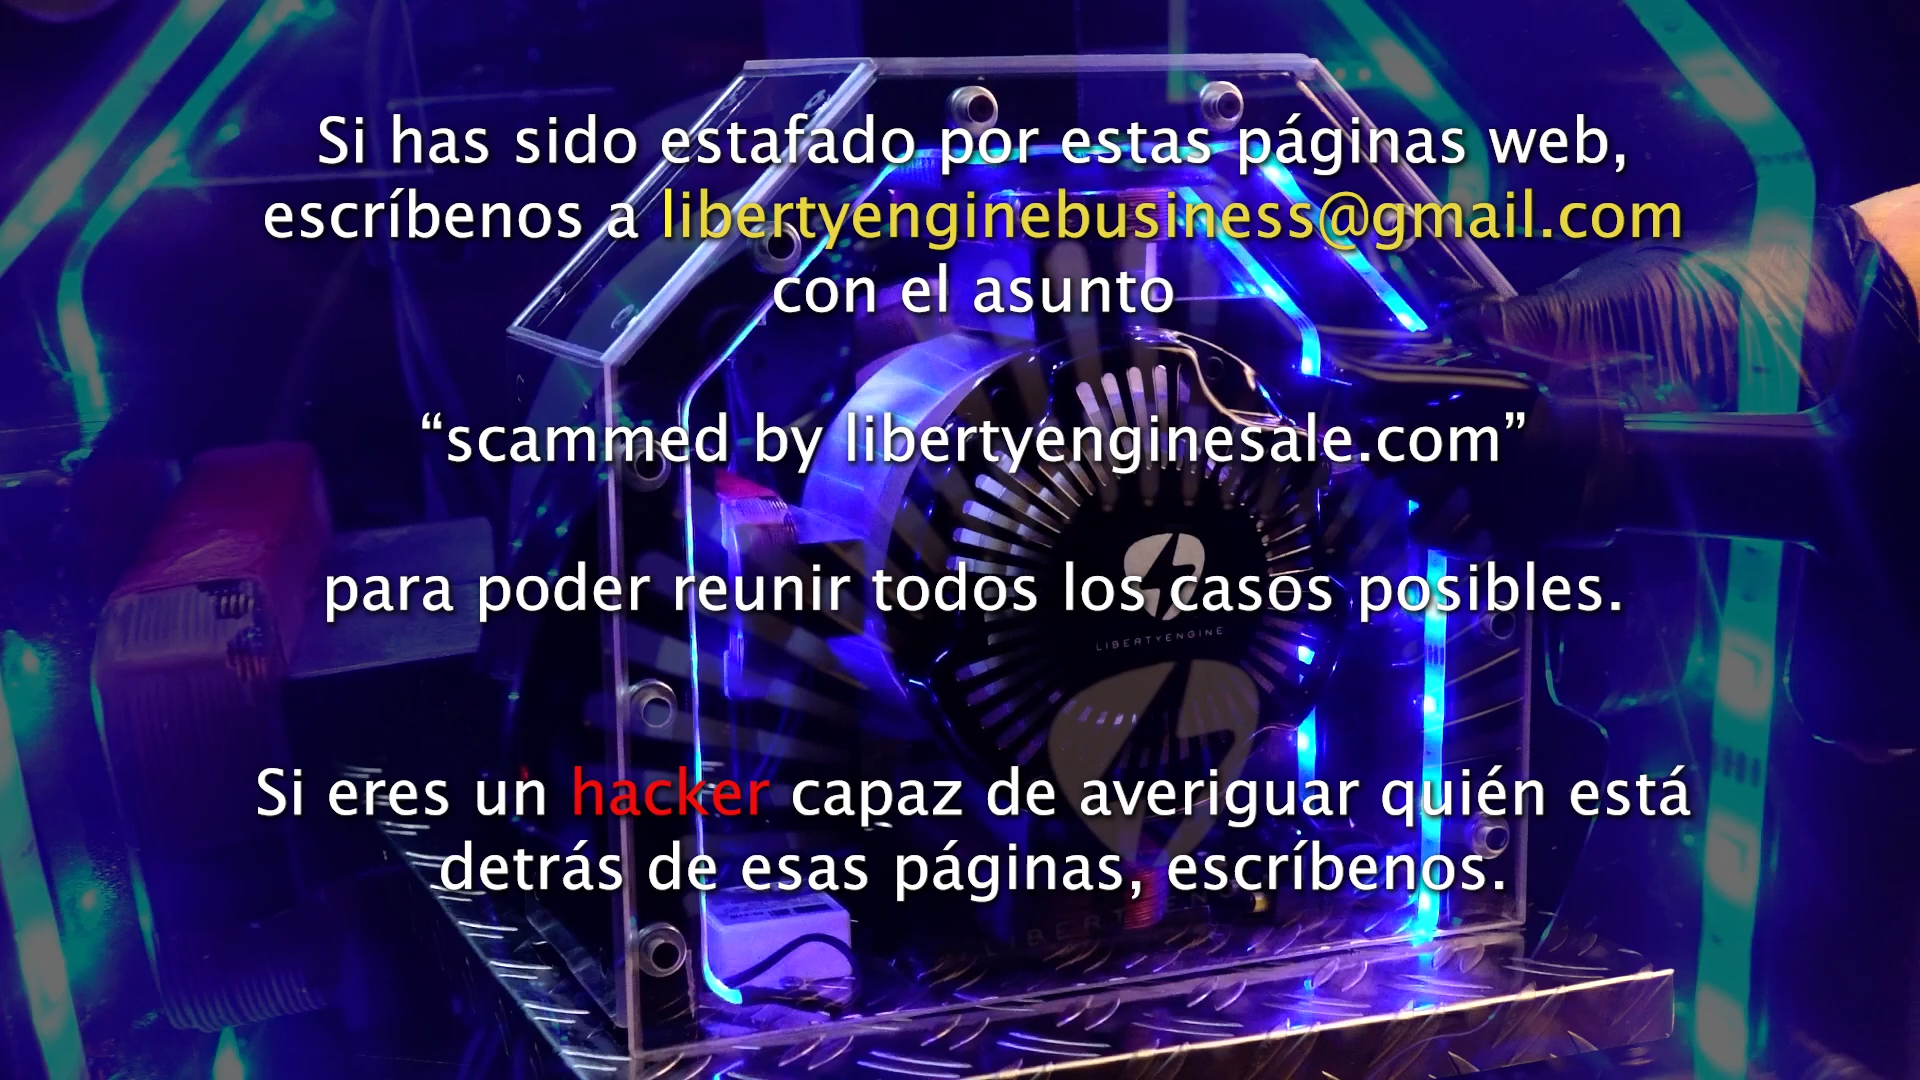 Si has sido estafado por estas páginas web,
escríbenos a libertyenginebusiness@gmail.com
con el asunto
“scammed by libertyenginesale.com”
para poder reunir todos los casos posibles.
LIBERTYENGINE
Si eres un hacker capaz de averiguar quién está
detrás de esas páginas, escríbenos.